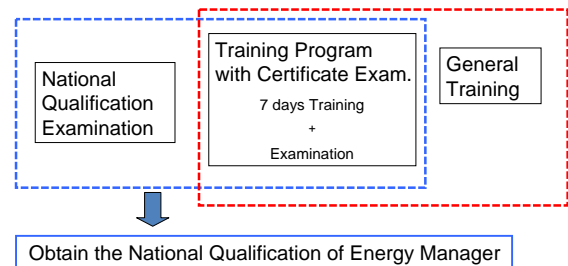 National
Qualification
Examination
Training Program
with Certificate Exam.
7 days Training
+
Examination
General
Training
Obtain the National Qualification of Energy Manager